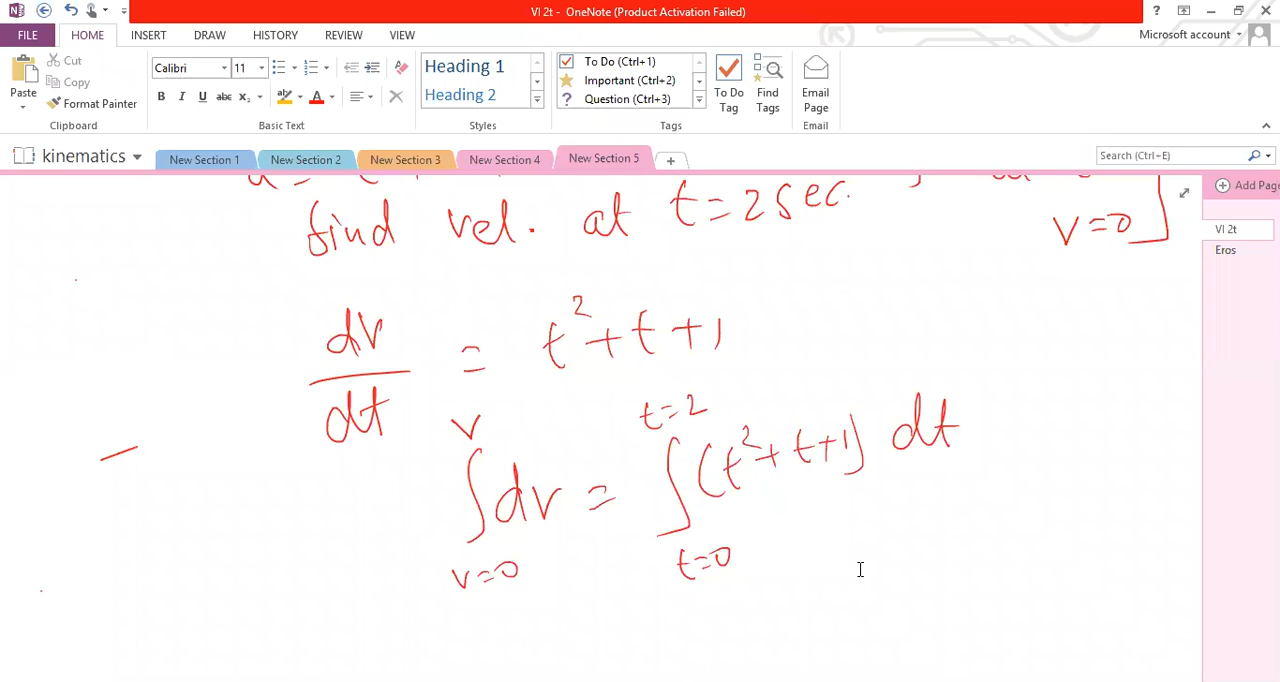 VI 2t - OneNote (Product Activation Failed)
FILE HOME INSERT DRAW HISTORY REVIEW VIEW Microsoft account
Paste
Cut
Copy
Format Painter
Clipboard
Calibri 11
B I U abc x₂ A
Basic Text
Heading 1
Heading 2
Styles
To Do (Ctrl+1)
Important (Ctrl+2)
Question (Ctrl+3)
To Do Tag
Find Tags
Tags
Email Page
Email
kinematics New Section 1 New Section 2 New Section 3 New Section 4 New Section 5
Search (Ctrl+E)
Add Page
VI 2t
Eros
find vel. at t=2sec.
v=0]
dv/dt = t²+t+1
v t=2
∫dv = ∫(t²+t+1) dt
v=0 t=0